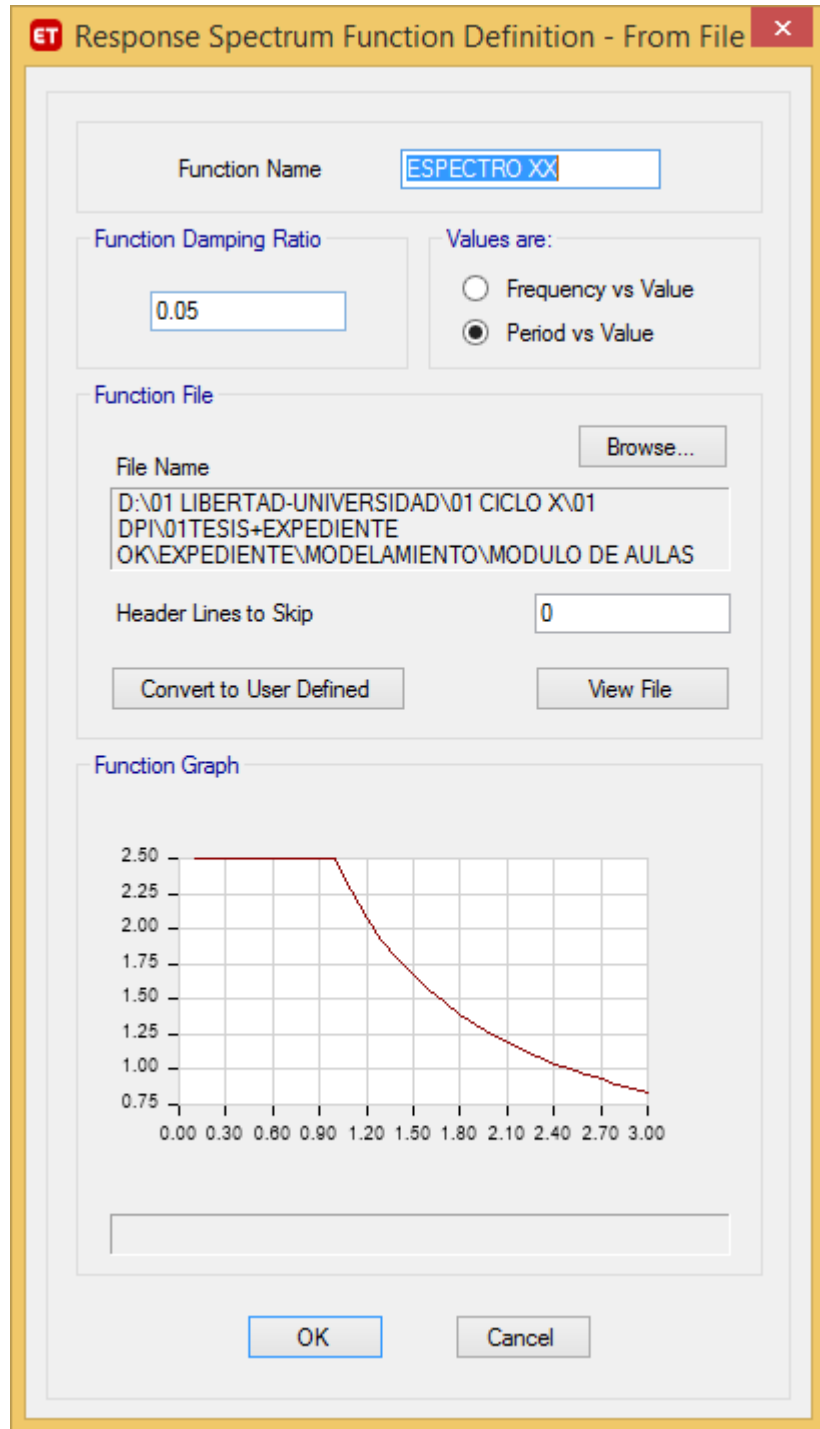 ET Response Spectrum Function Definition - From File
Function Name
ESPECTRO XX
Function Damping Ratio
0.05
Values are:
Frequency vs Value
Period vs Value
Function File
Browse...
File Name
D:\01 LIBERTAD-UNIVERSIDAD\01 CICLO X\01
DPI\01TESIS+EXPEDIENTE
OK\EXPEDIENTE\MODELAMIENTO\MODULO DE AULAS
Header Lines to Skip
0
Convert to User Defined
View File
Function Graph
2.50
2.25
2.00
1.75
1.50
1.25
1.00
0.75
0.00 0.30 0.60 0.90 1.20 1.50 1.80 2.10 2.40 2.70 3.00
OK
Cancel